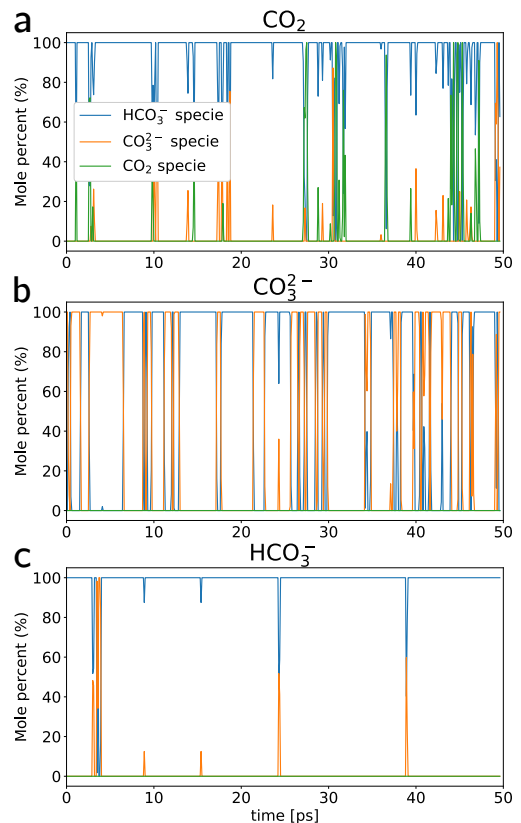 a CO₂
Mole percent (%)
100
80
60
40
20
0
HCO₃⁻ specie
CO₃²⁻ specie
CO₂ specie
0 10 20 30 40 50
b CO₃²⁻
Mole percent (%)
100
80
60
40
20
0
0 10 20 30 40 50
c HCO₃⁻
Mole percent (%)
100
80
60
40
20
0
0 10 20 30 40 50
time [ps]